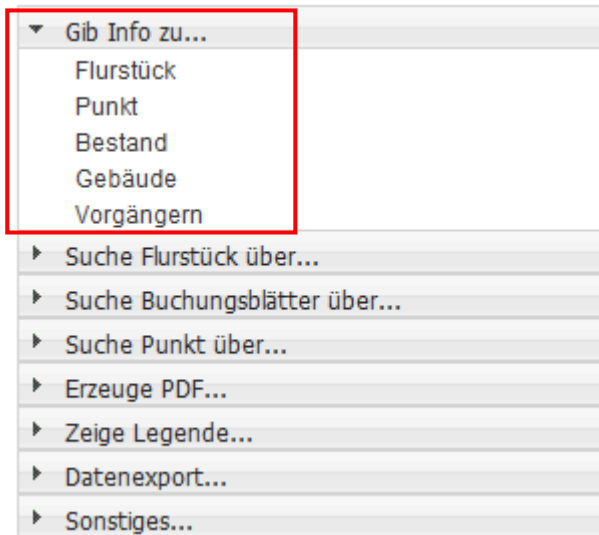 Gib Info zu...
Flurstück
Punkt
Bestand
Gebäude
Vorgängern
Suche Flurstück über...
Suche Buchungsblätter über...
Suche Punkt über...
Erzeuge PDF...
Zeige Legende...
Datenexport...
Sonstiges...